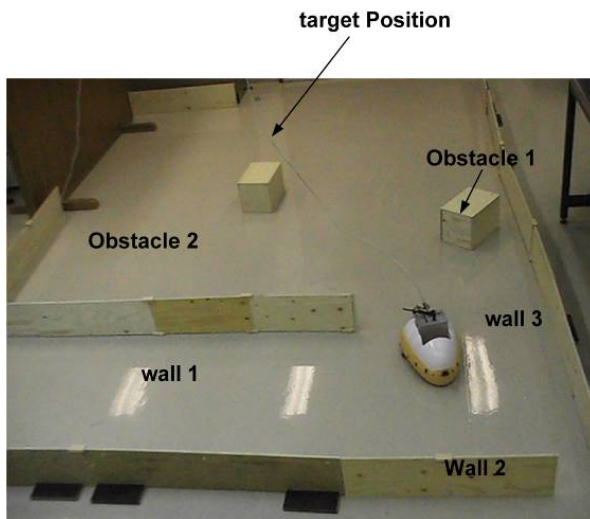 target Position
Obstacle 1
Obstacle 2
wall 3
wall 1
Wall 2